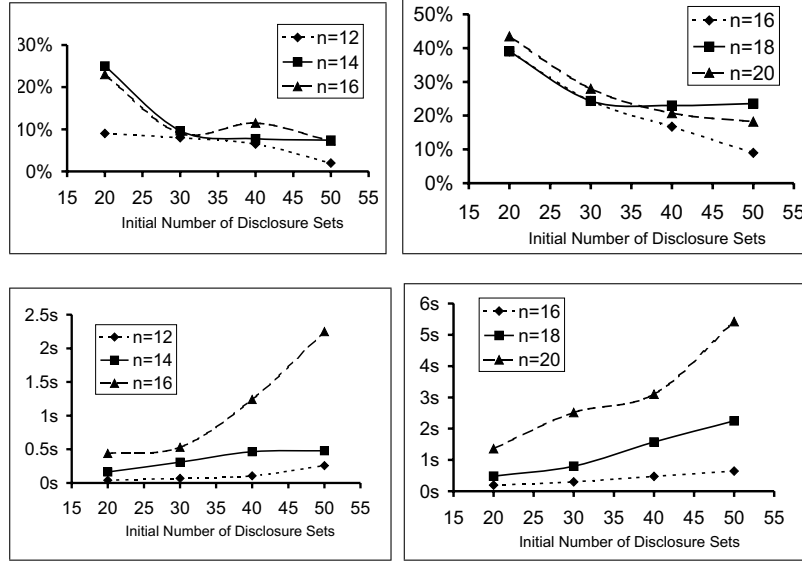 30%
20%
10%
0%
n=12
n=14
n=16
15 20 25 30 35 40 45 50 55
Initial Number of Disclosure Sets
50%
40%
30%
20%
10%
0%
n=16
n=18
n=20
15 20 25 30 35 40 45 50 55
Initial Number of Disclosure Sets
2.5s
2s
1.5s
1s
0.5s
0s
n=12
n=14
n=16
15 20 25 30 35 40 45 50 55
Initial Number of Disclosure Sets
6s
5s
4s
3s
2s
1s
0s
n=16
n=18
n=20
15 20 25 30 35 40 45 50 55
Initial Number of Disclosure Sets